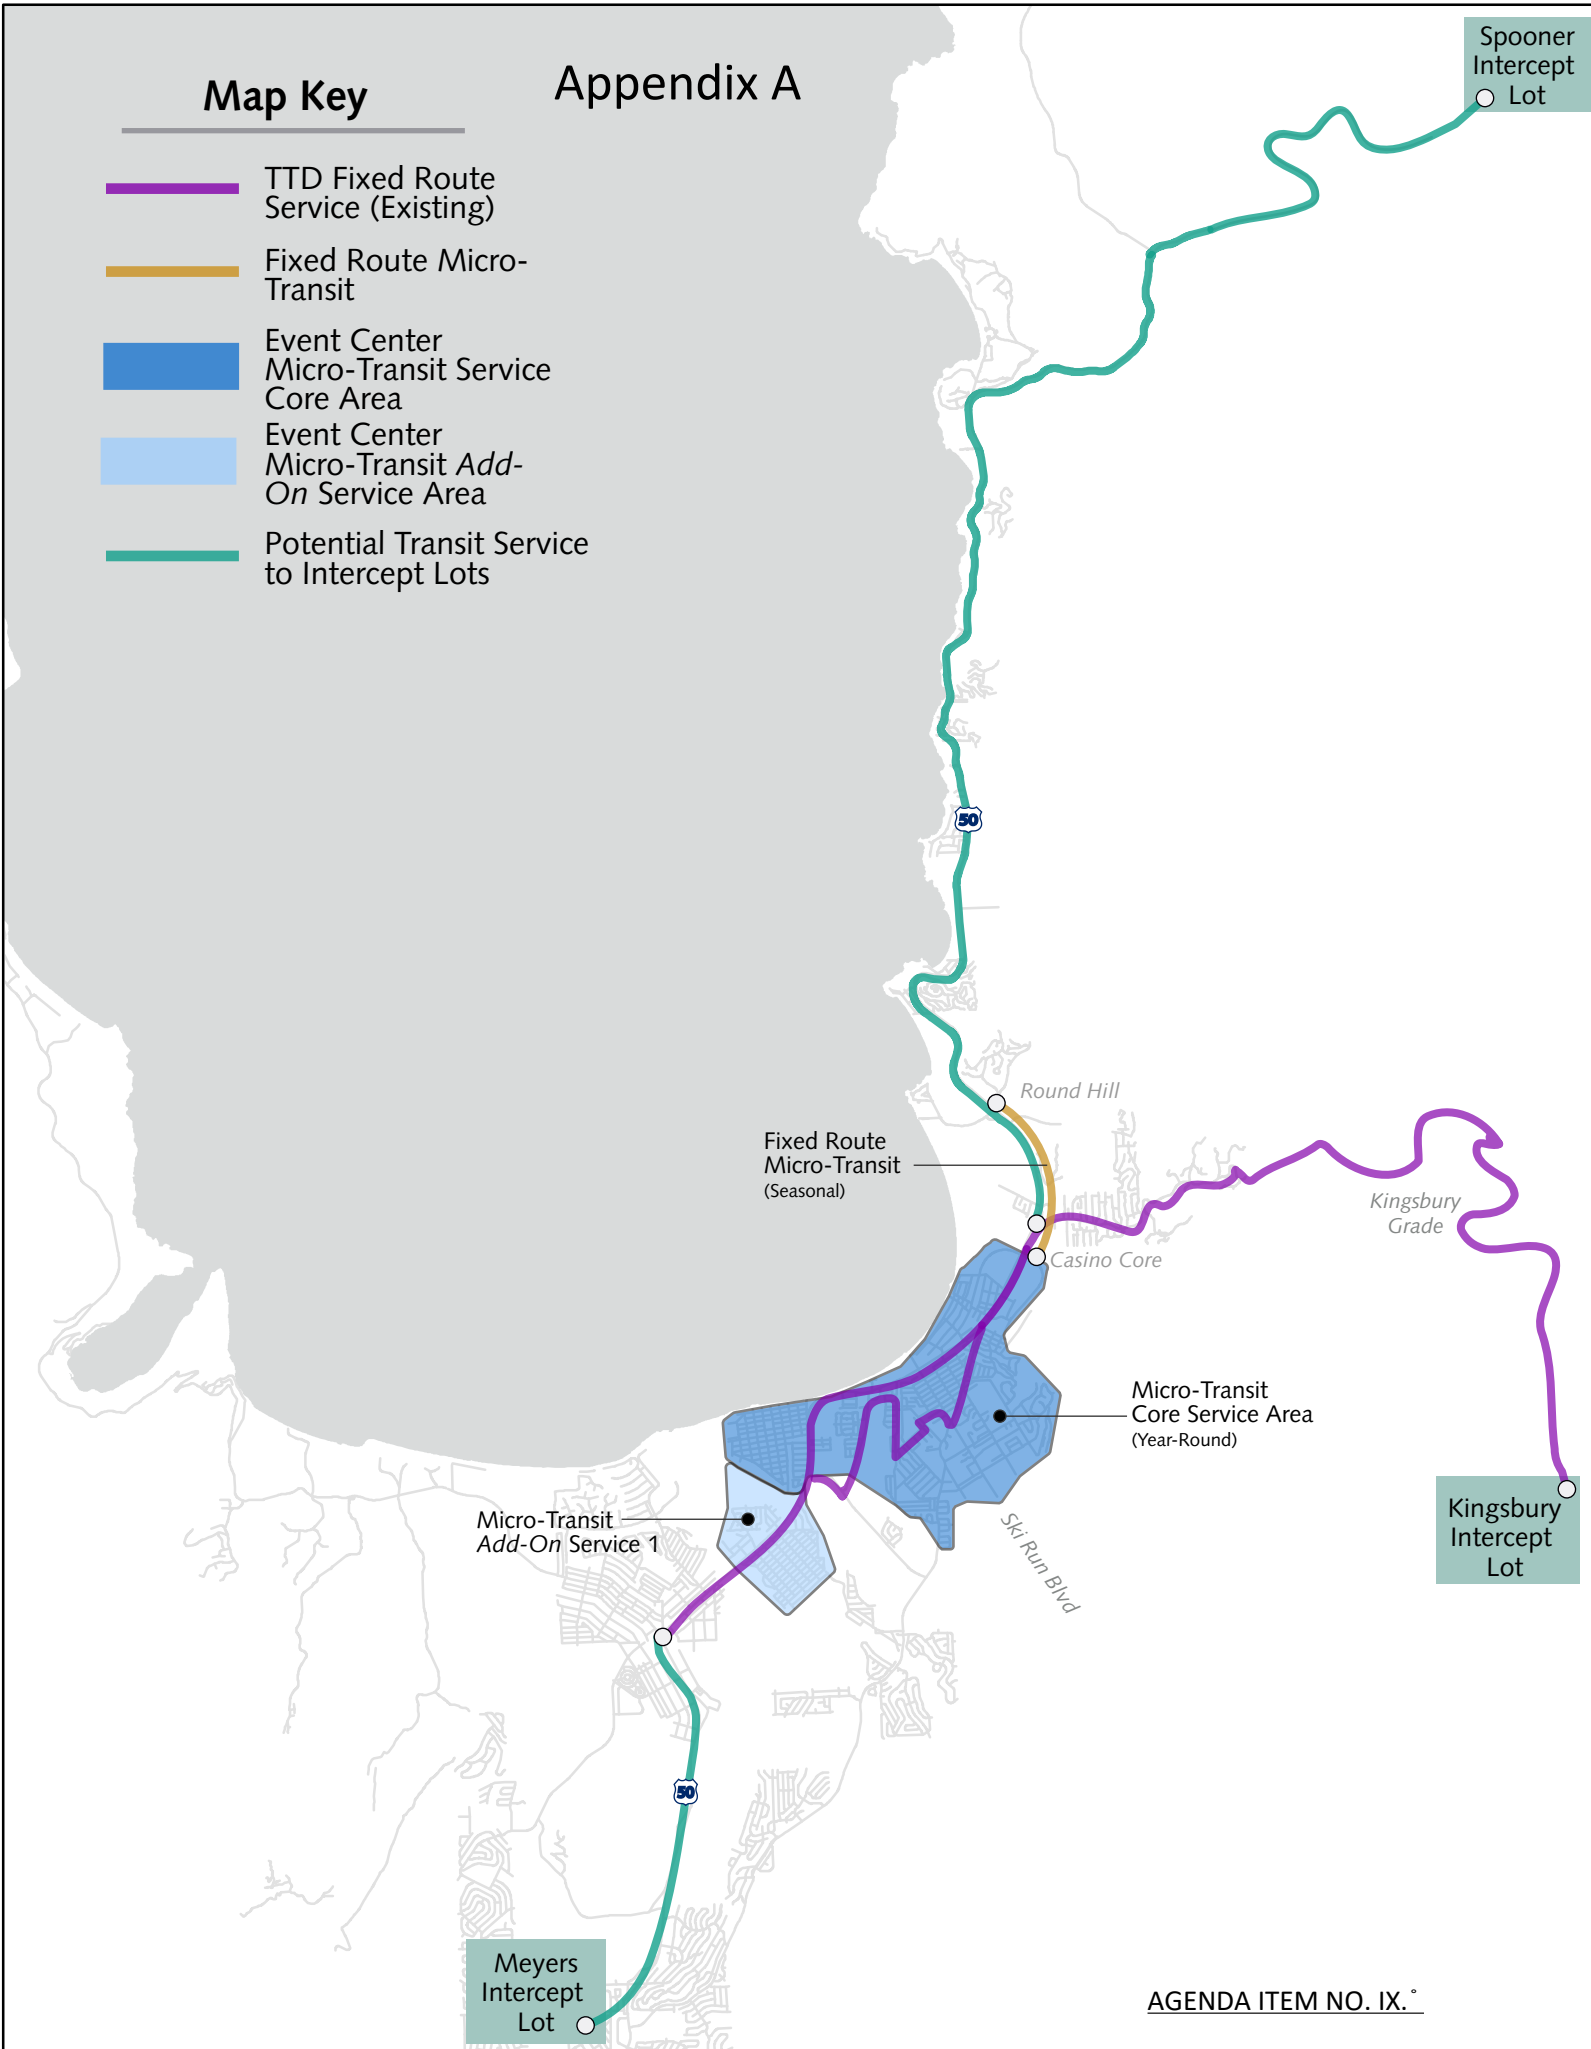 Appendix A
Map Key
TTD Fixed Route
Service (Existing)
Fixed Route Micro-
Transit
Event Center
Micro-Transit Service
Core Area
Event Center
Micro-Transit Add-
On Service Area
Potential Transit Service
to Intercept Lots
Spooner
Intercept
Lot
50
Round Hill
Fixed Route
Micro-Transit
(Seasonal)
Kingsbury
Grade
Casino Core
Micro-Transit
Core Service Area
(Year-Round)
Kingsbury
Intercept
Lot
Micro-Transit
Add-On Service 1
Ski Run Blvd
50
Meyers
Intercept
Lot
AGENDA ITEM NO. IX.°